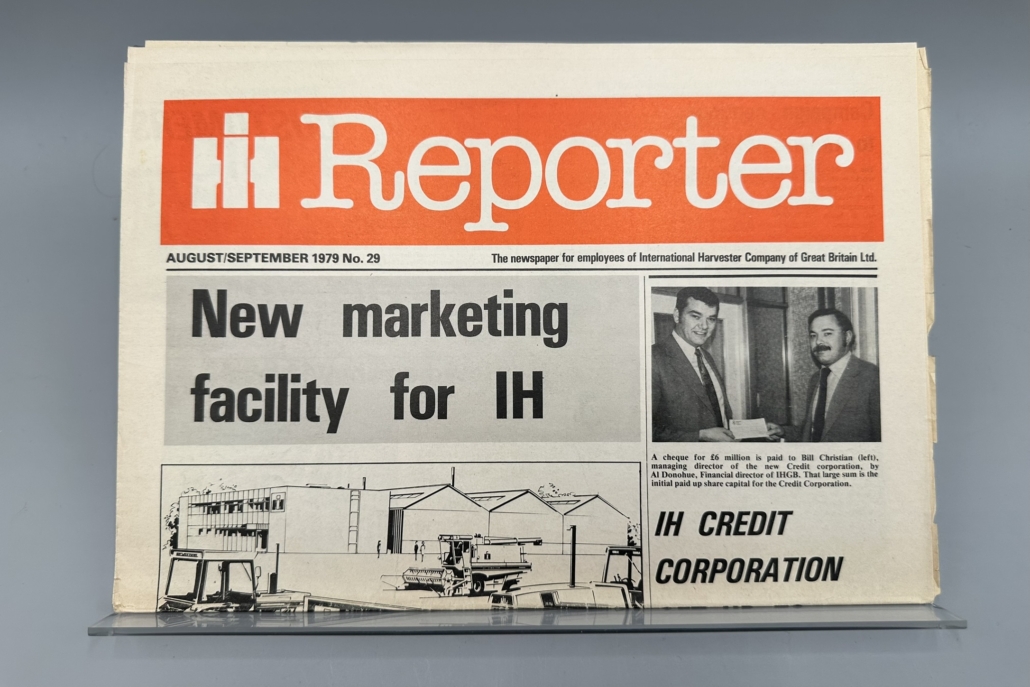 IH Reporter
AUGUST/SEPTEMBER 1979 No. 29
The newspaper for employees of International Harvester Company of Great Britain Ltd.
New marketing
facility for IH
A cheque for £6 million is paid to Bill Christian (left),
managing director of the new Credit corporation, by
Al Donohue, Financial director of IHGB. That large sum is the
initial paid up share capital for the Credit Corporation.
IH CREDIT
CORPORATION